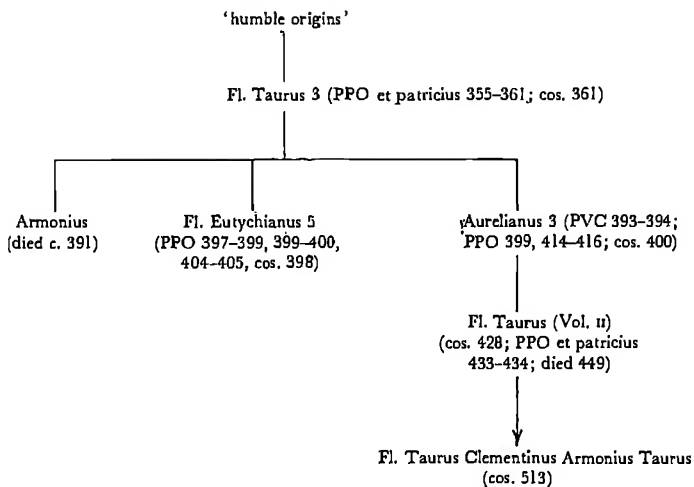 'humble origins'
Fl. Taurus 3 (PPO et patricius 355–361; cos. 361)
Armonius
(died c. 391)
Fl. Eutychianus 5
(PPO 397–399, 399–400,
404–405, cos. 398)
Aurelianus 3 (PVC 393–394;
PPO 399, 414–416; cos. 400)
Fl. Taurus (Vol. II)
(cos. 428; PPO et patricius
433–434; died 449)
Fl. Taurus Clementinus Armonius Taurus
(cos. 513)